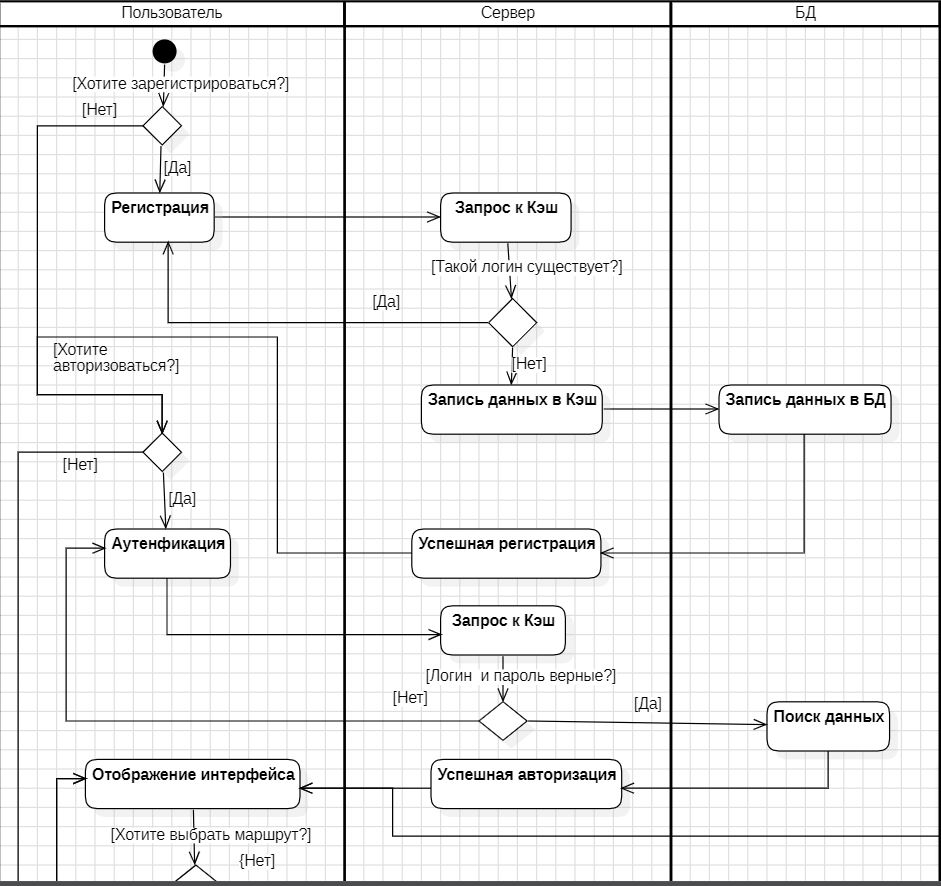 Пользователь
Сервер
БД
[Хотите зарегистрироваться?]
[Нет]
[Да]
Регистрация
Запрос к Кэш
[Такой логин существует?]
[Да]
[Хотите
авторизоваться?]
[Нет]
Запись данных в Кэш
Запись данных в БД
[Нет]
[Да]
Аутенфикация
Успешная регистрация
Запрос к Кэш
[Логин  и пароль верные?]
[Нет]
[Да]
Поиск данных
Отображение интерфейса
Успешная авторизация
[Хотите выбрать маршрут?]
{Нет]